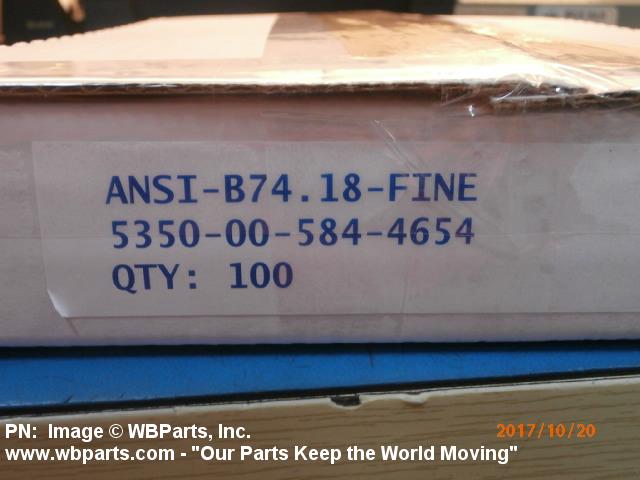 ANSI-B74.18-FINE
5350-00-584-4654
QTY: 100
PN:  Image © WBParts, Inc.
2017/10/20
www.wbparts.com - "Our Parts Keep the World Moving"